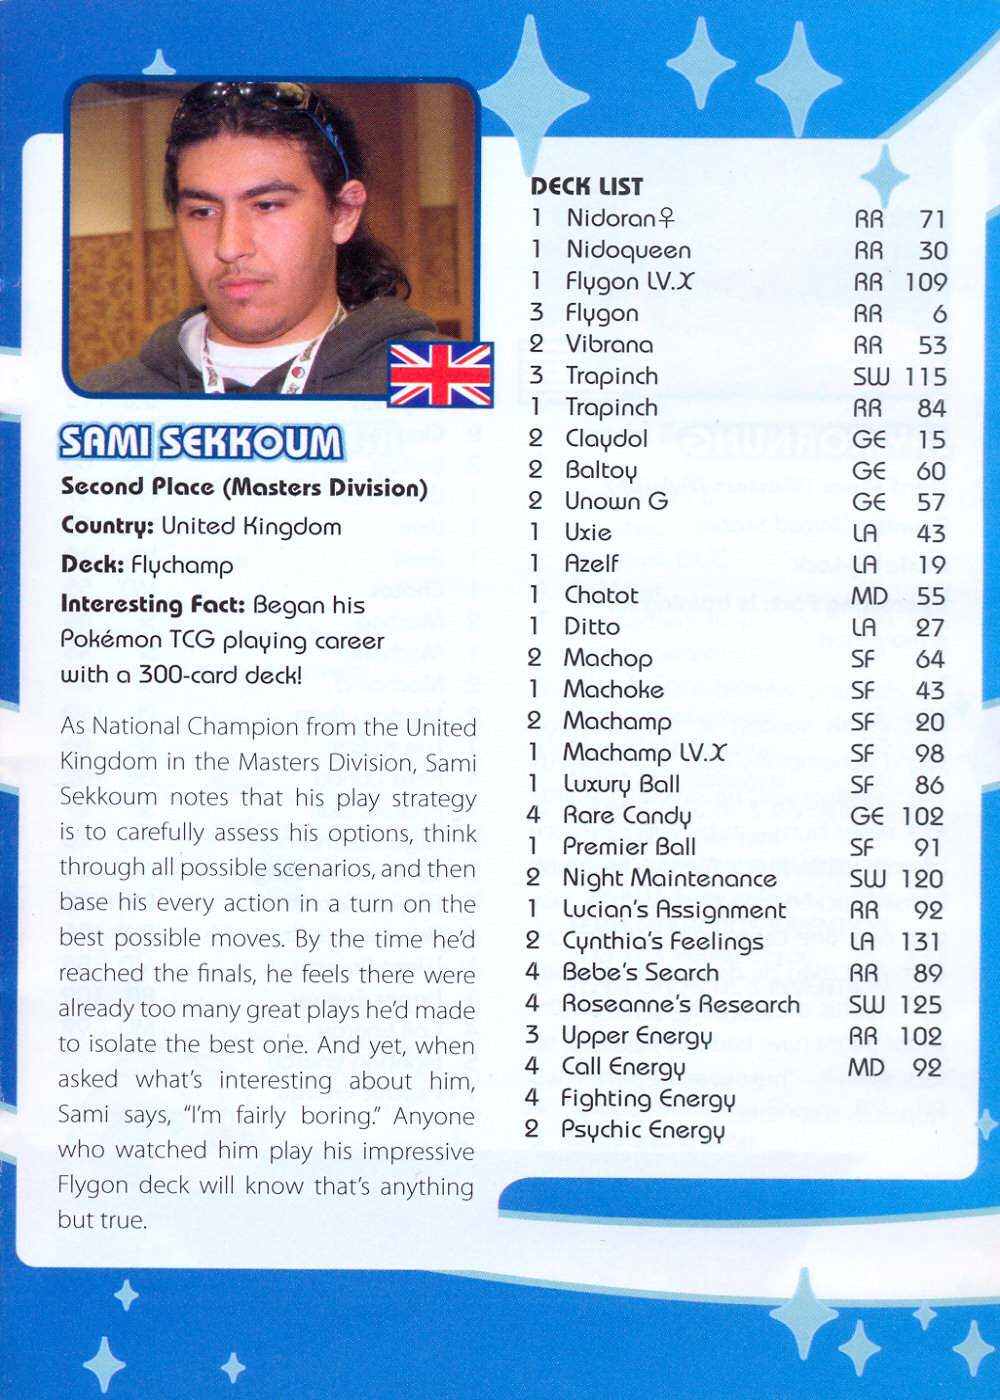 SAMI SEKKOUM
Second Place (Masters Division)
Country: United Kingdom
Deck: Flychamp
Interesting Fact: Began his
Pokémon TCG playing career
with a 300-card deck!
As National Champion from the United
Kingdom in the Masters Division, Sami
Sekkoum notes that his play strategy
is to carefully assess his options, think
through all possible scenarios, and then
base his every action in a turn on the
best possible moves. By the time he'd
reached the finals, he feels there were
already too many great plays he'd made
to isolate the best one. And yet, when
asked what's interesting about him,
Sami says, “I'm fairly boring.” Anyone
who watched him play his impressive
Flygon deck will know that's anything
but true.
DECK LIST
1 Nidoran♀ RR 71
1 Nidoqueen RR 30
1 Flygon LV.X RR 109
3 Flygon RR 6
2 Vibrana RR 53
3 Trapinch SW 115
1 Trapinch RR 84
2 Claydol GE 15
2 Baltoy GE 60
2 Unown G GE 57
1 Uxie LA 43
1 Azelf LA 19
1 Chatot MD 55
1 Ditto LA 27
2 Machop SF 64
1 Machoke SF 43
2 Machamp SF 20
1 Machamp LV.X SF 98
1 Luxury Ball SF 86
4 Rare Candy GE 102
1 Premier Ball SF 91
2 Night Maintenance SW 120
1 Lucian's Assignment RR 92
2 Cynthia's Feelings LA 131
4 Bebe's Search RR 89
4 Roseanne's Research SW 125
3 Upper Energy RR 102
4 Call Energy MD 92
4 Fighting Energy
2 Psychic Energy